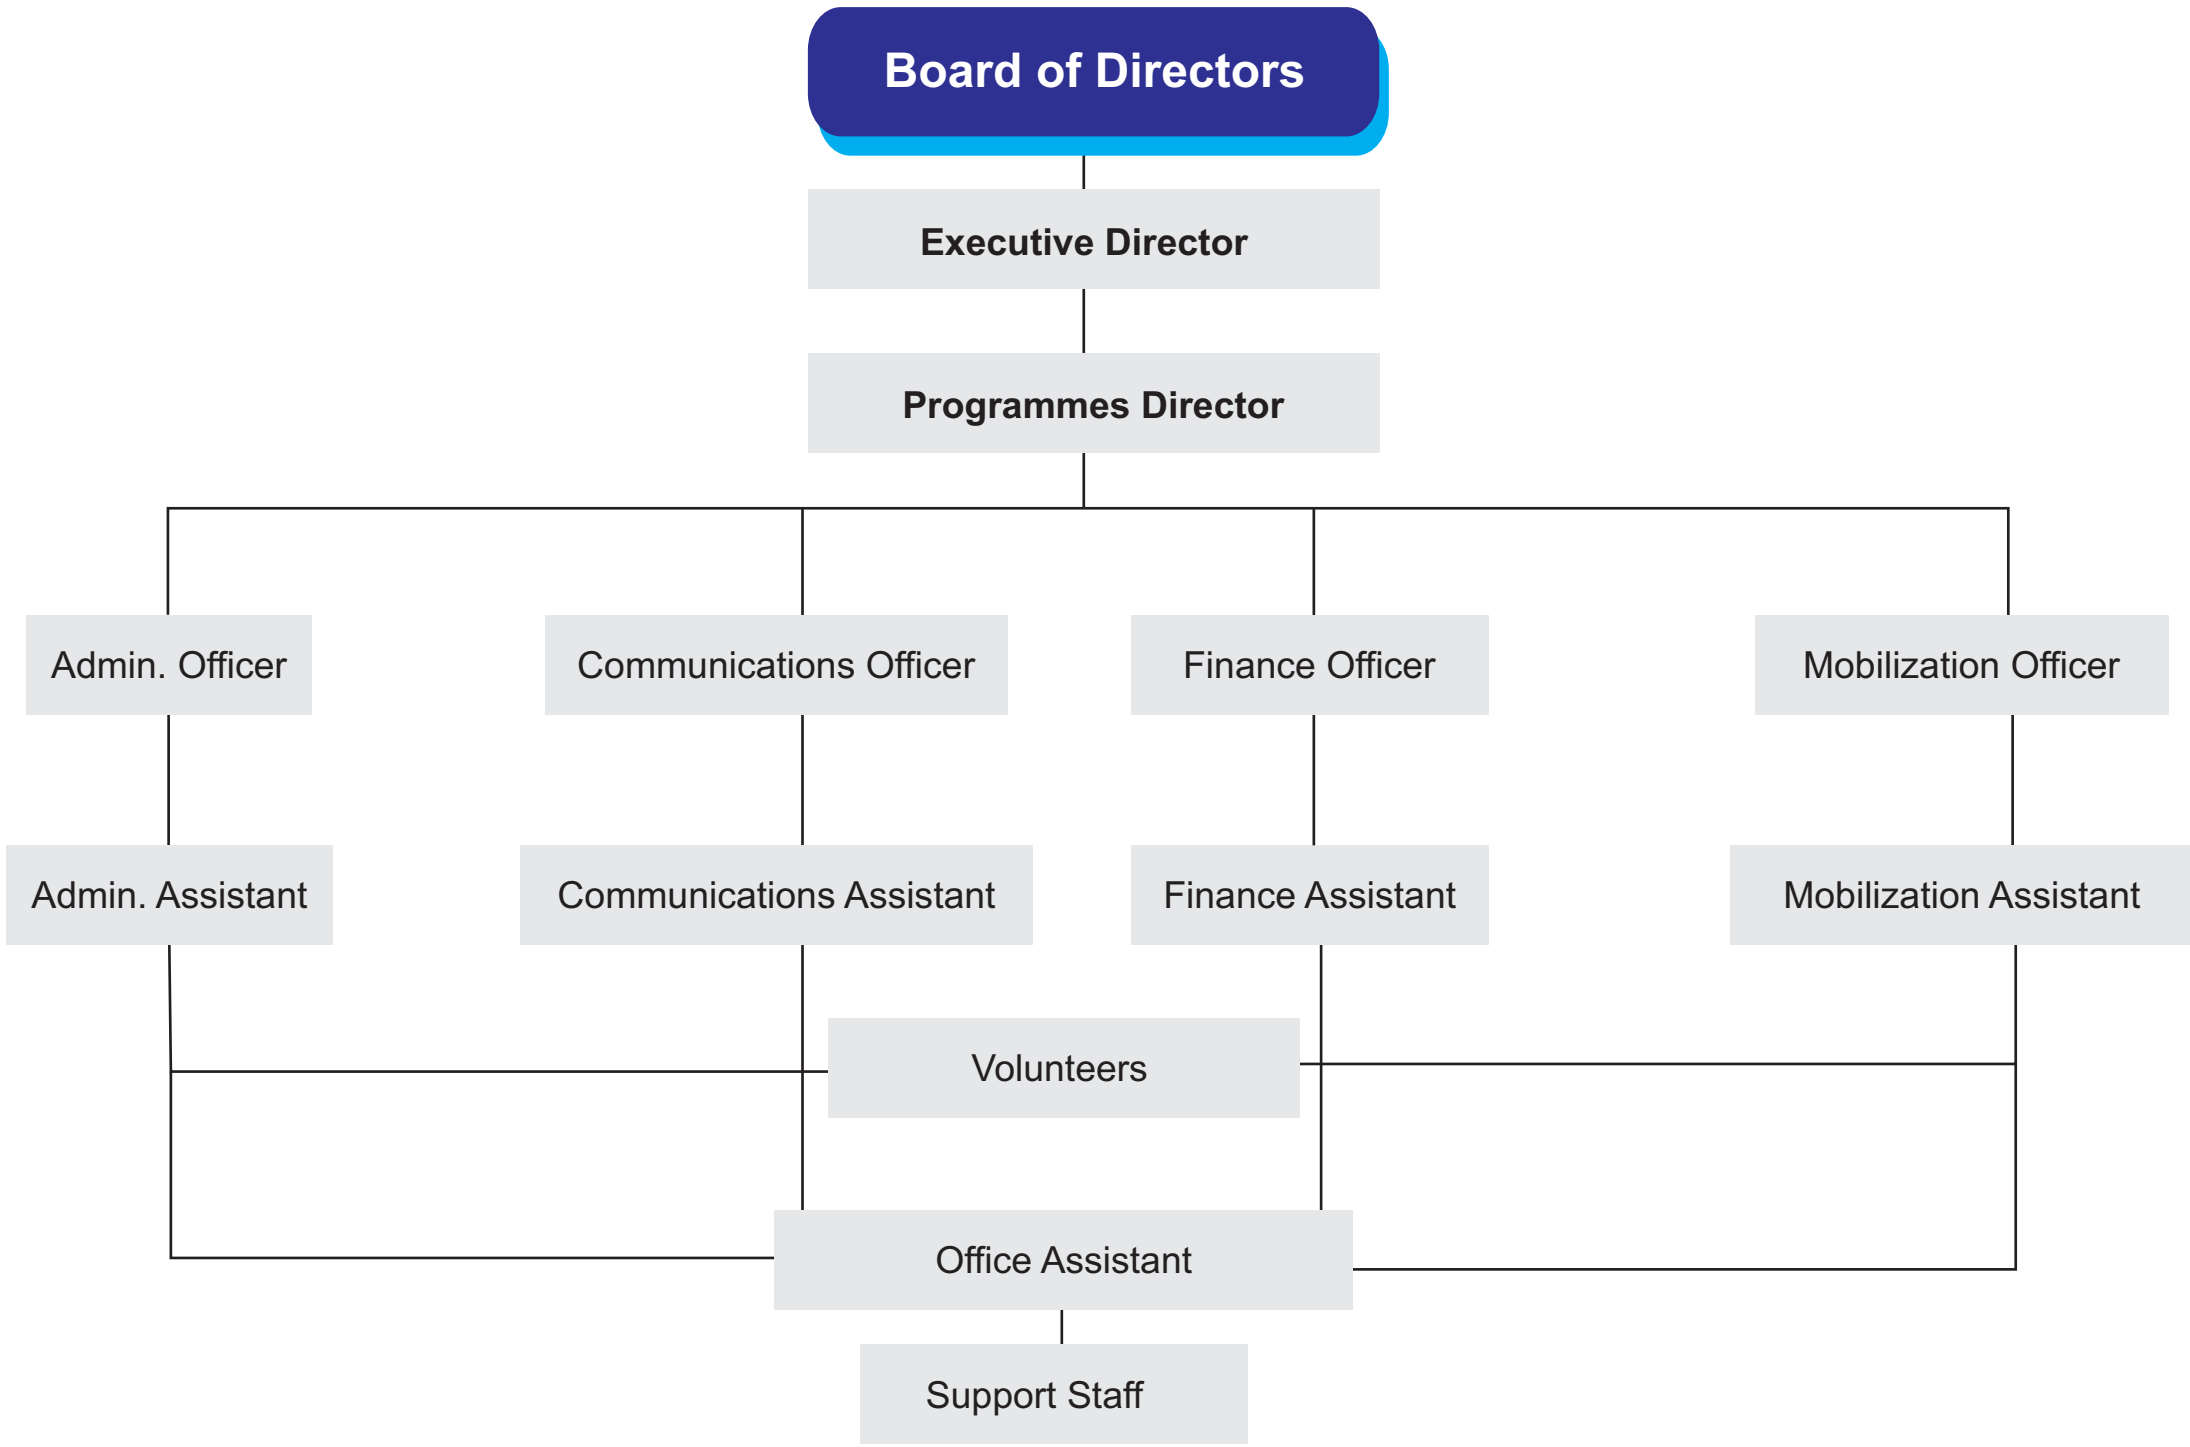 Board of Directors
Executive Director
Programmes Director
Admin. Officer
Communications Officer
Finance Officer
Mobilization Officer
Admin. Assistant
Communications Assistant
Finance Assistant
Mobilization Assistant
Volunteers
Office Assistant
Support Staff